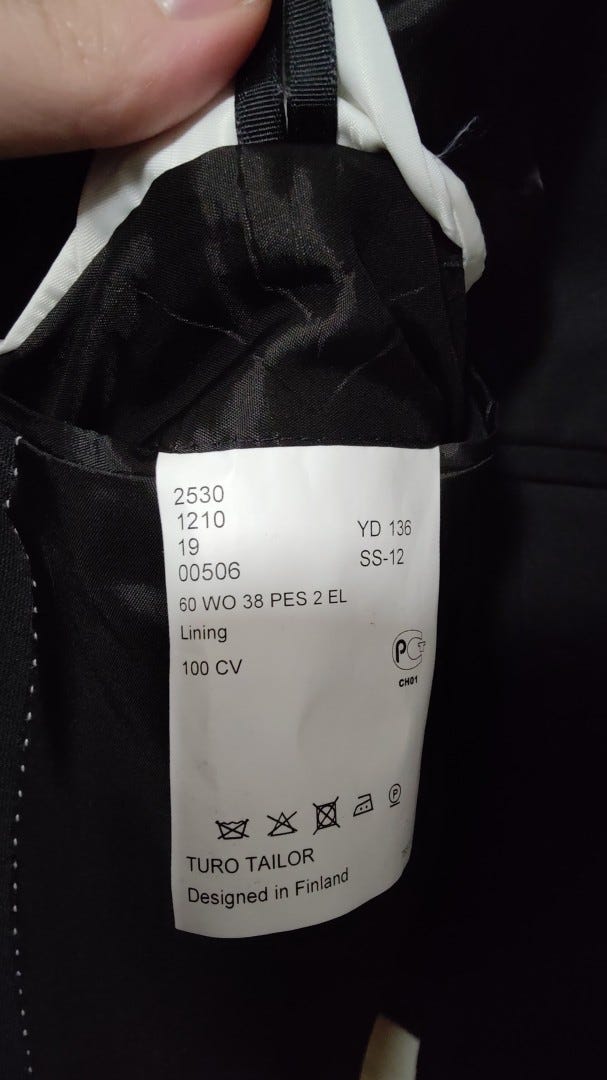 2530
1210
19
00506
YD 136
SS-12
60 WO 38 PES 2 EL
Lining
100 CV
PCT
CH01
P
TURO TAILOR
Designed in Finland